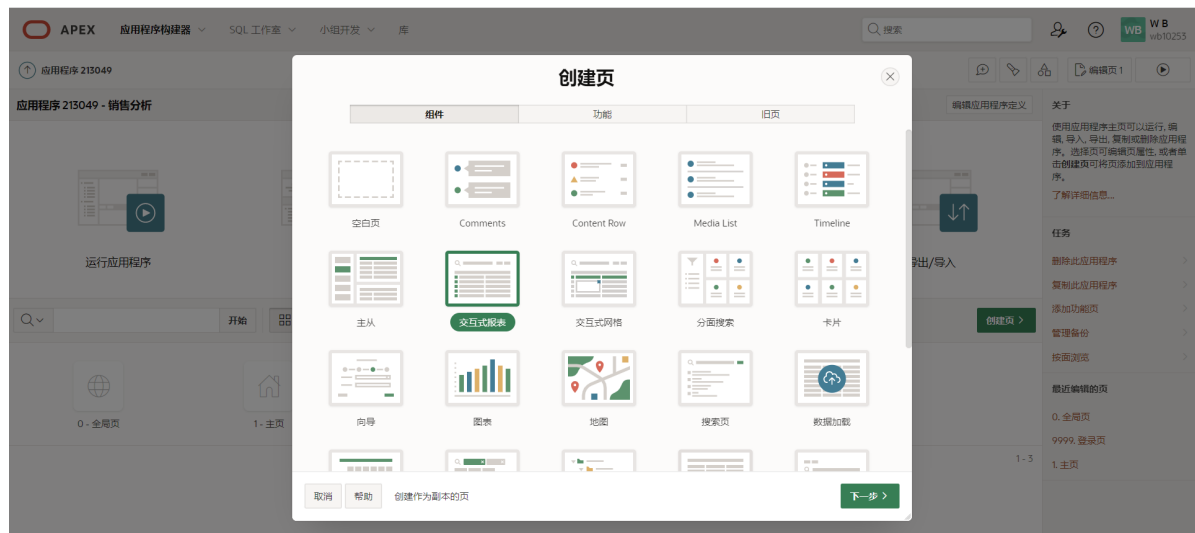 APEX 应用程序构建器 SQL 工作室 小组开发 库 搜索 WB W B
wb10253
应用程序 213049 编辑页 1
创建页
应用程序 213049 - 销售分析 编辑应用程序定义 关于
组件 功能 旧页
使用应用程序主页可以运行, 编
辑, 导入, 导出, 复制或删除应用程
序。选择页可编辑页属性, 或者单
击创建页可将页添加到应用程
序。
了解详细信息...
空白页 Comments Content Row Media List Timeline
任务
运行应用程序 导出/导入
删除此应用程序
复制此应用程序
添加功能页
管理备份
按面浏览
开始 创建页
主从 交互式报表 交互式网格 分面搜索 卡片
最近编辑的页
0. 全局页
9999. 登录页
1. 主页
0 - 全局页 1 - 主页
向导 图表 地图 搜索页 数据加载
1 - 3
取消 帮助 创建作为副本的页 下一步